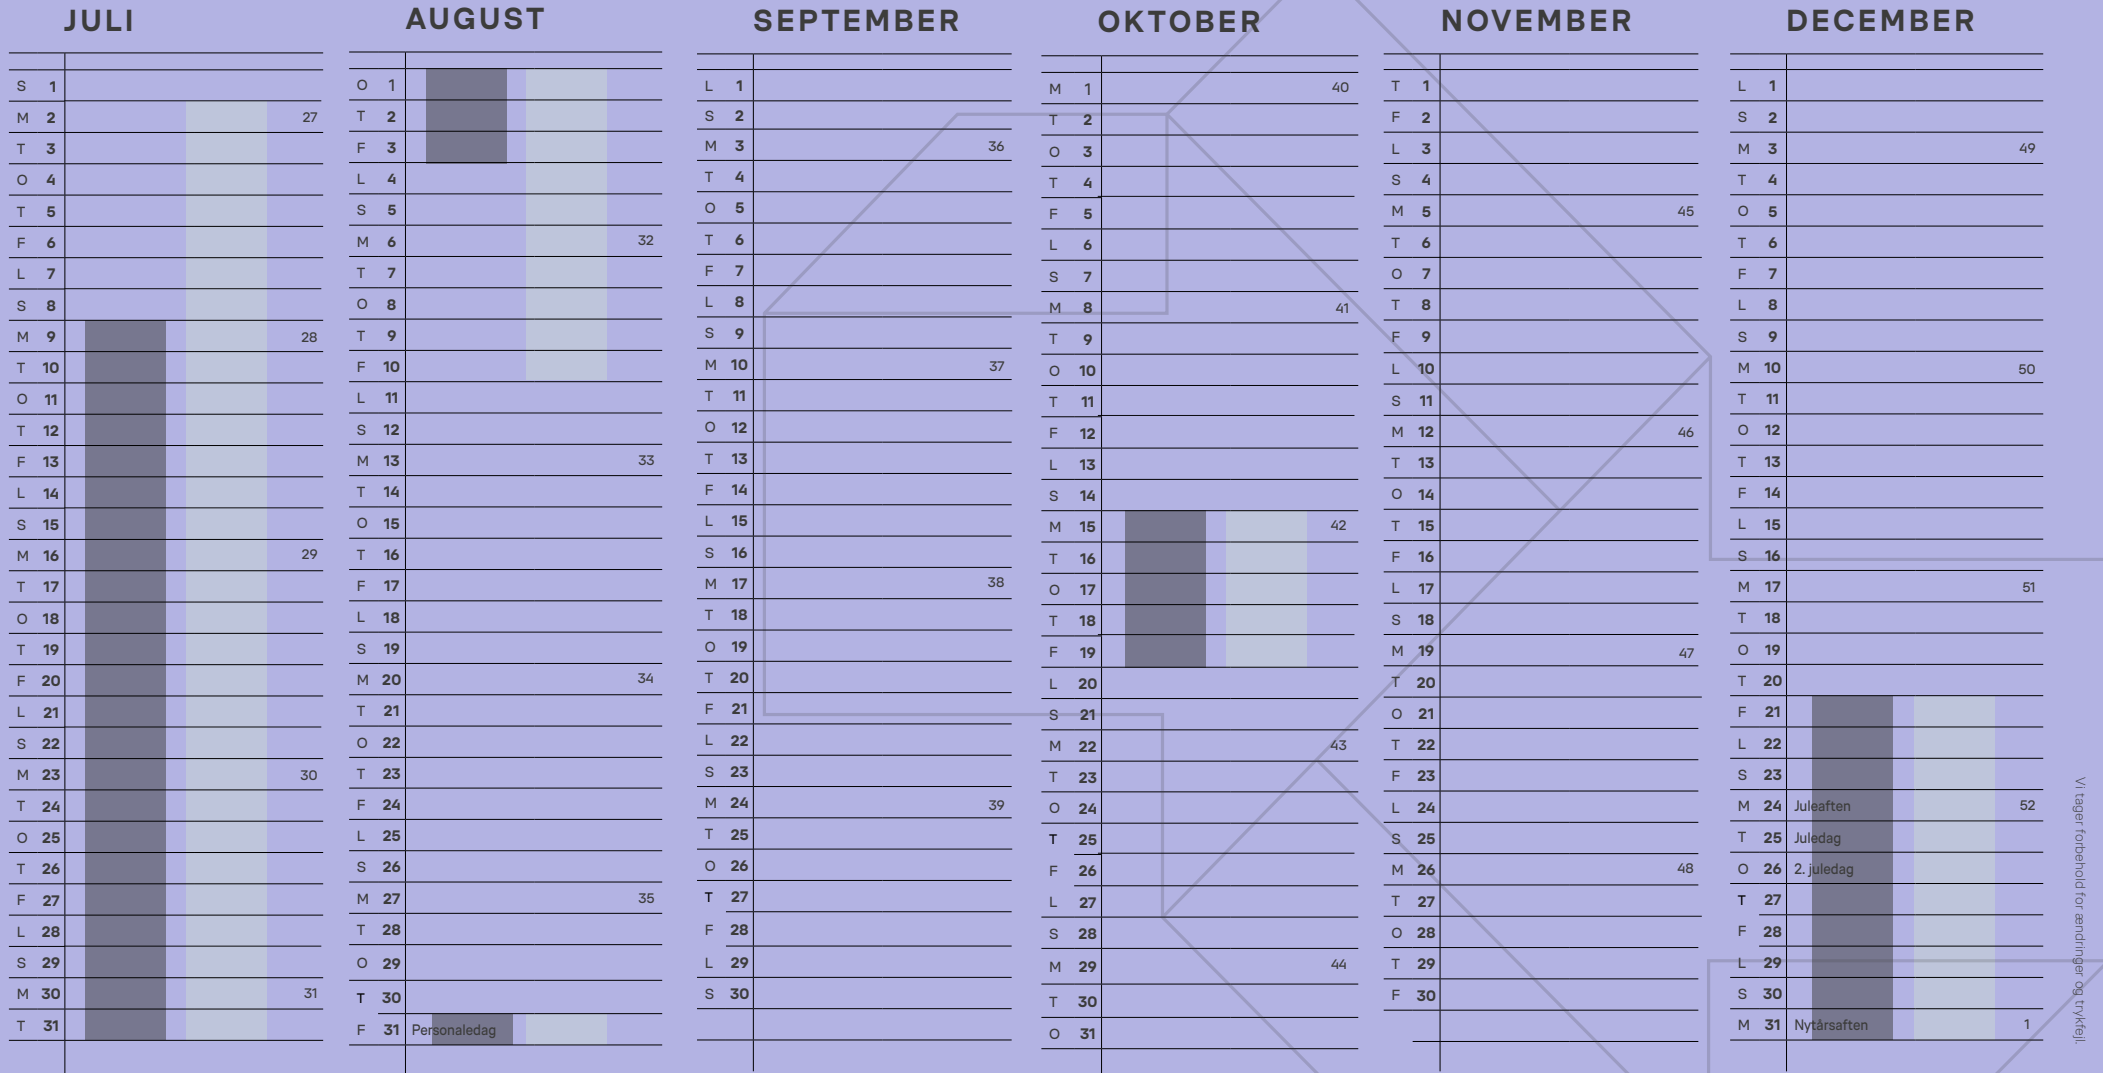 JULI
S 1
M 2 27
T 3
O 4
T 5
F 6
L 7
S 8
M 9 28
T 10
O 11
T 12
F 13
L 14
S 15
M 16 29
T 17
O 18
T 19
F 20
L 21
S 22
M 23 30
T 24
O 25
T 26
F 27
L 28
S 29
M 30 31
T 31
AUGUST
O 1
T 2
F 3
L 4
S 5
M 6 32
T 7
O 8
T 9
F 10
L 11
S 12
M 13 33
T 14
O 15
T 16
F 17
L 18
S 19
M 20 34
T 21
O 22
T 23
F 24
L 25
S 26
M 27 35
T 28
O 29
T 30
F 31 Personaledag
SEPTEMBER
L 1
S 2
M 3 36
T 4
O 5
T 6
F 7
L 8
S 9
M 10 37
T 11
O 12
T 13
F 14
L 15
S 16
M 17 38
T 18
O 19
T 20
F 21
L 22
S 23
M 24 39
T 25
O 26
T 27
F 28
L 29
S 30
OKTOBER
M 1 40
T 2
O 3
T 4
F 5
L 6
S 7
M 8 41
T 9
O 10
T 11
F 12
L 13
S 14
M 15 42
T 16
O 17
T 18
F 19
L 20
S 21
M 22 43
T 23
O 24
T 25
F 26
L 27
S 28
M 29 44
T 30
O 31
NOVEMBER
T 1
F 2
L 3
S 4
M 5 45
T 6
O 7
T 8
F 9
L 10
S 11
M 12 46
T 13
O 14
T 15
F 16
L 17
S 18
M 19 47
T 20
O 21
T 22
F 23
L 24
S 25
M 26 48
T 27
O 28
T 29
F 30
DECEMBER
L 1
S 2
M 3 49
T 4
O 5
T 6
F 7
L 8
S 9
M 10 50
T 11
O 12
T 13
F 14
L 15
S 16
M 17 51
T 18
O 19
T 20
F 21
L 22
S 23
M 24 Juleaften 52
T 25 Juledag
O 26 2. juledag
T 27
F 28
L 29
S 30
M 31 Nytårsaften 1
Vi tager forbehold for ændringer og trykfejl.